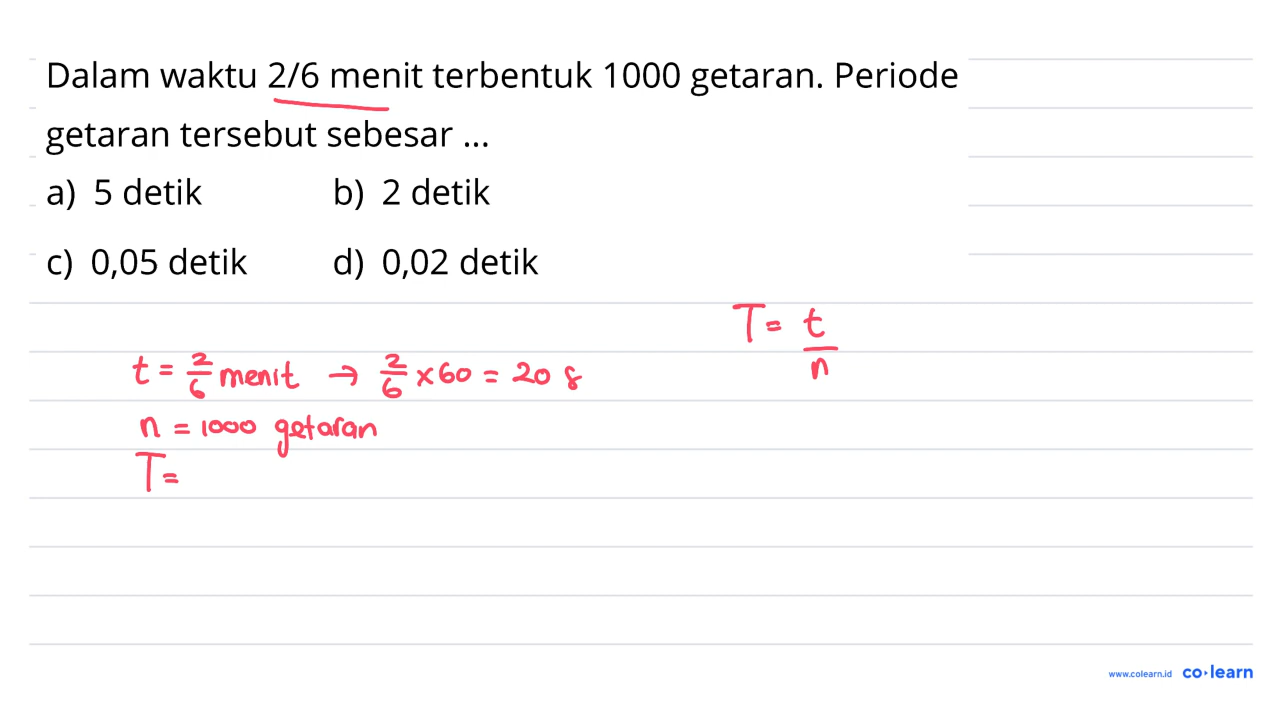 Dalam waktu 2/6 menit terbentuk 1000 getaran. Periode
getaran tersebut sebesar ...
a) 5 detik b) 2 detik
c) 0,05 detik d) 0,02 detik
T = t/n
t = 2/6 menit → 2/6 × 60 = 20 s
n = 1000 getaran
T =
www.colearn.id co·learn